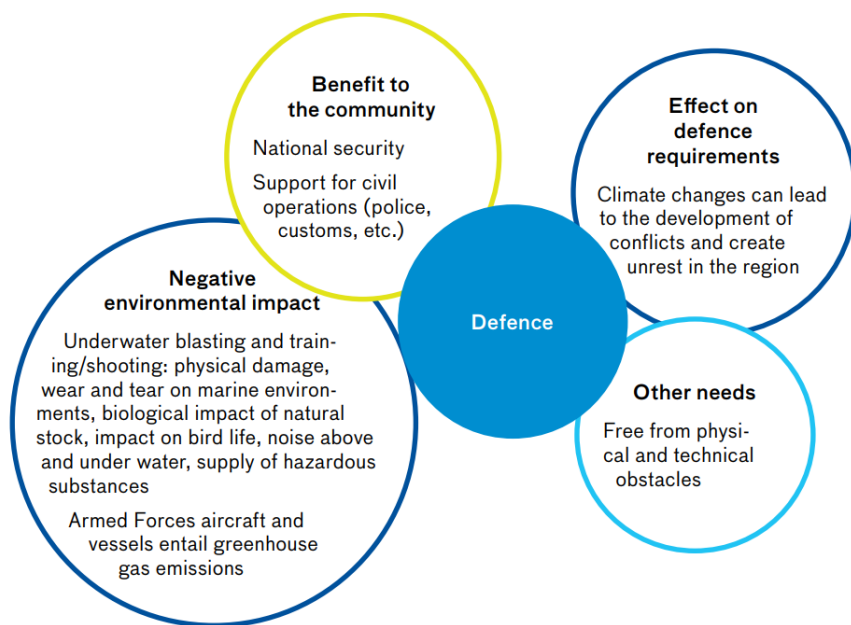 Benefit to
the community
National security
Support for civil
operations (police,
customs, etc.)
Effect on
defence
requirements
Climate changes can lead
to the development of
conflicts and create
unrest in the region
Negative
environmental impact
Underwater blasting and train-
ing/shooting: physical damage,
wear and tear on marine environ-
ments, biological impact of natural
stock, impact on bird life, noise above
and under water, supply of hazardous
substances
Armed Forces aircraft and
vessels entail greenhouse
gas emissions
Defence
Other needs
Free from physi-
cal and technical
obstacles